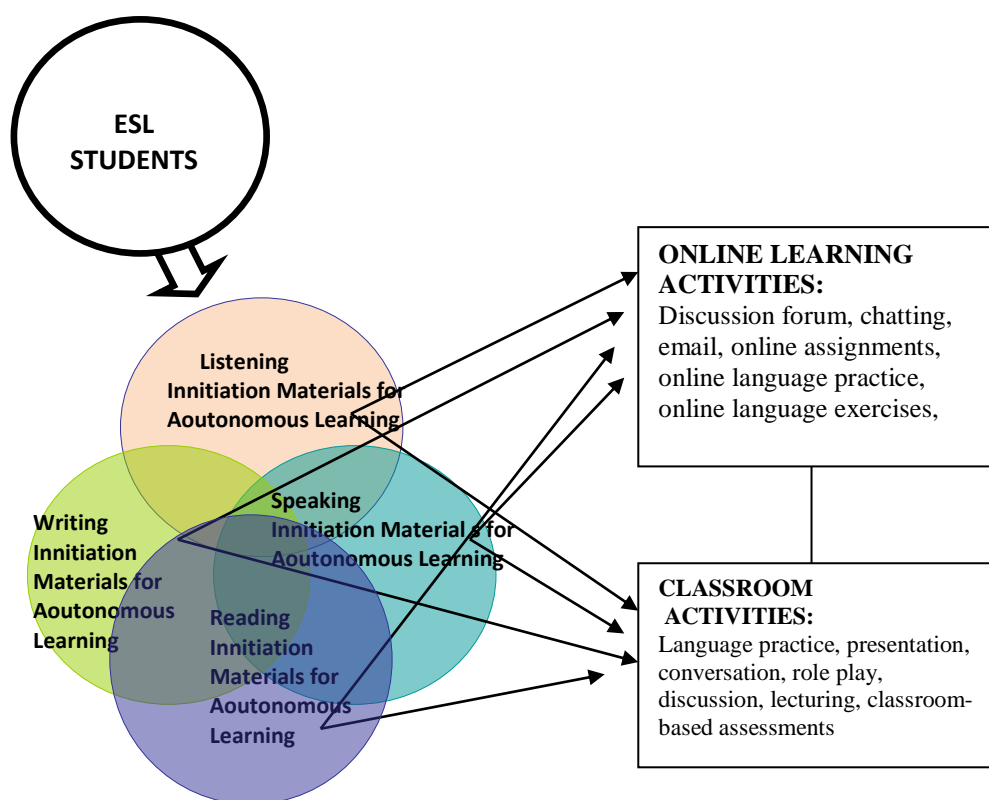 ESL
STUDENTS
Listening
Innitiation Materials for
Aoutonomous Learning
Speaking
Innitiation Materials for
Aoutonomous Learning
Writing
Innitiation
Materials for
Aoutonomous
Learning
Reading
Innitiation
Materials for
Aoutonomous
Learning
ONLINE LEARNING
ACTIVITIES:
Discussion forum, chatting,
email, online assignments,
online language practice,
online language exercises,
CLASSROOM
ACTIVITIES:
Language practice, presentation,
conversation, role play,
discussion, lecturing, classroom-
based assessments